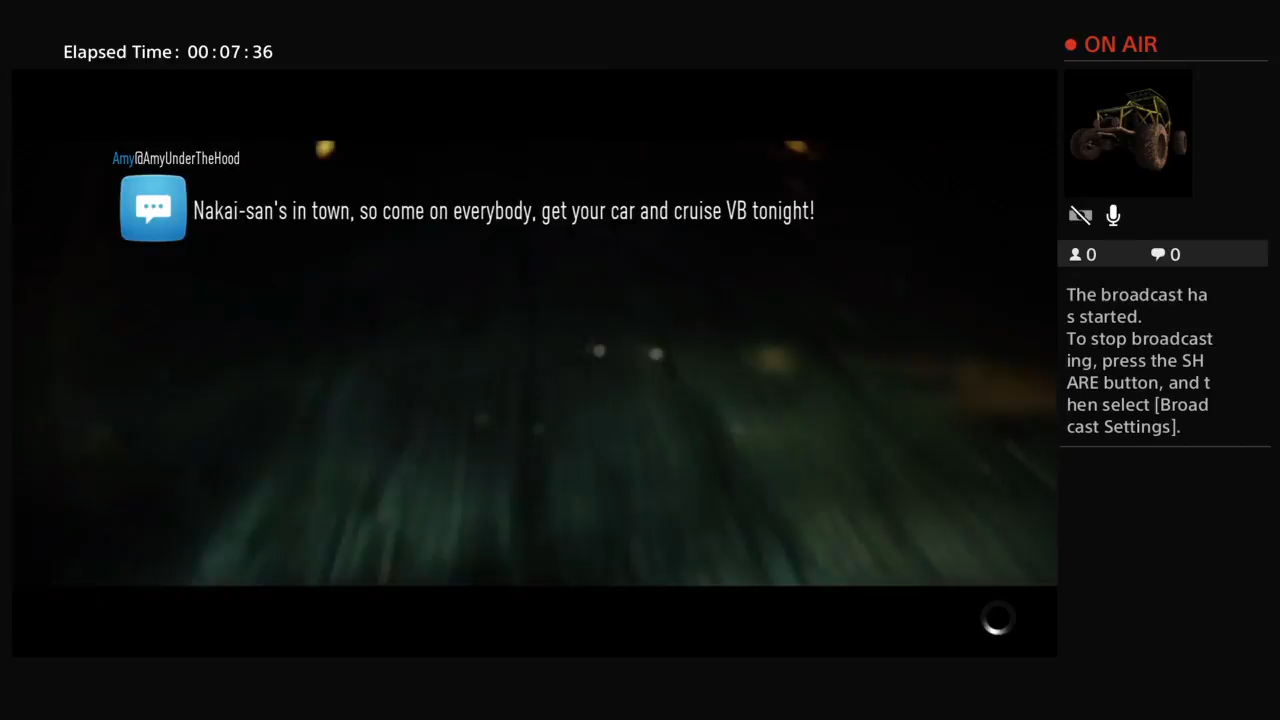 Elapsed Time: 00:07:36
ON AIR
Amy@AmyUnderTheHood
Nakai-san's in town, so come on everybody, get your car and cruise VB tonight!
0 0
The broadcast ha
s started.
To stop broadcast
ing, press the SH
ARE button, and t
hen select [Broad
cast Settings].